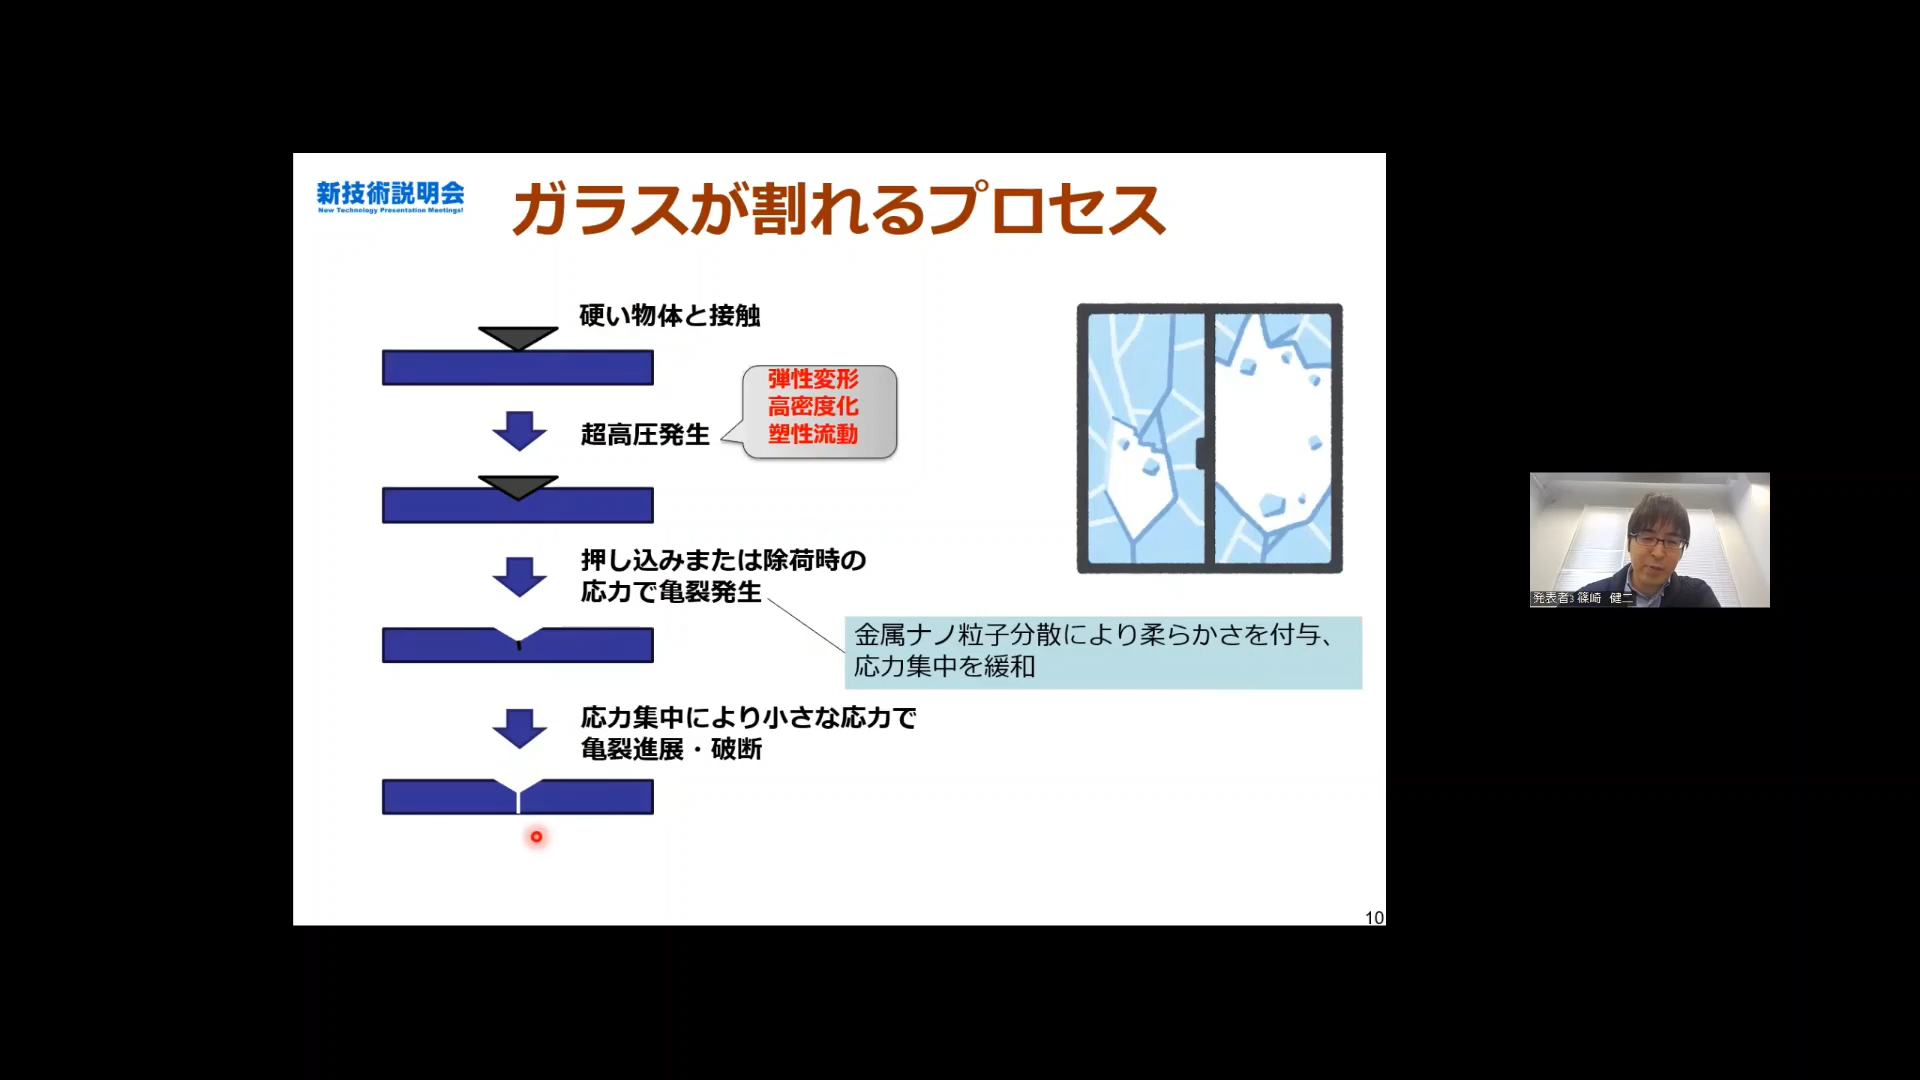 新技術説明会
New Technology Presentation Meetings!
ガラスが割れるプロセス
硬い物体と接触
弾性変形
高密度化
塑性流動
超高圧発生
押し込みまたは除荷時の
応力で亀裂発生
金属ナノ粒子分散により柔らかさを付与、
応力集中を緩和
応力集中により小さな応力で
亀裂進展・破断
10
発表者3 篠崎 健二